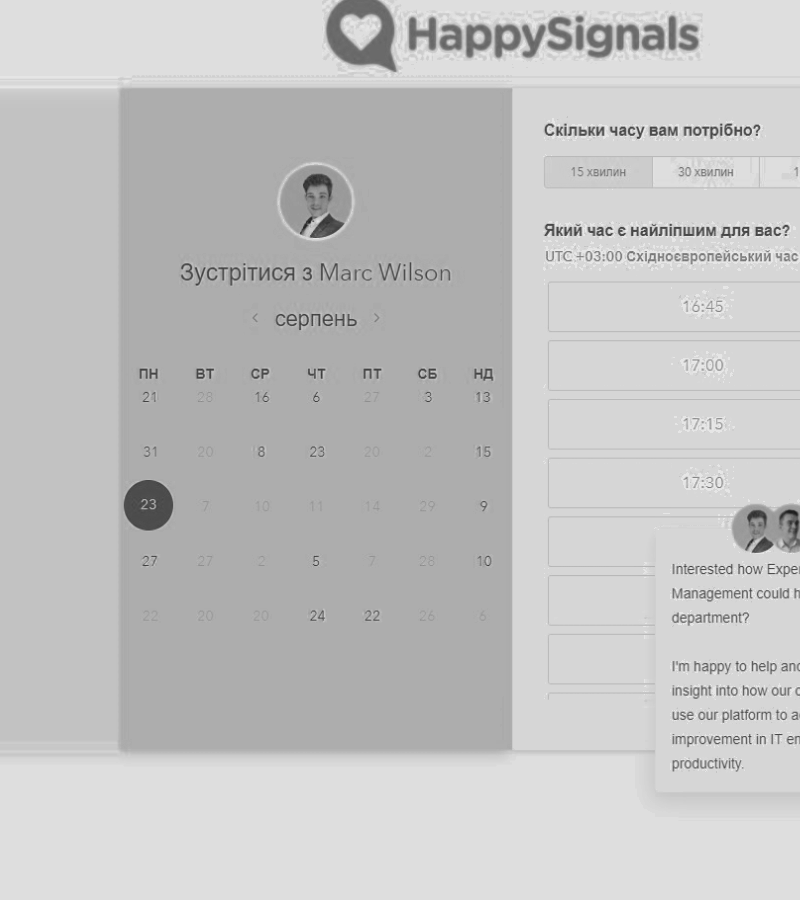 HappySignals
Зустрітися з Marc Wilson
серпень
ПН ВТ СР ЧТ ПТ СБ НД
21 28 16 6 27 3 13
31 20 8 23 20 2 15
23 7 10 11 14 29 9
27 27 2 5 7 28 10
22 20 20 24 22 26 6
Скільки часу вам потрібно?
15 хвилин 30 хвилин 1
Який час є найліпшим для вас?
UTC +03:00 Східноєвропейський час
16:45
17:00
17:15
17:30
Interested how Exper
Management could h
department?
I'm happy to help and
insight into how our c
use our platform to a
improvement in IT en
productivity.